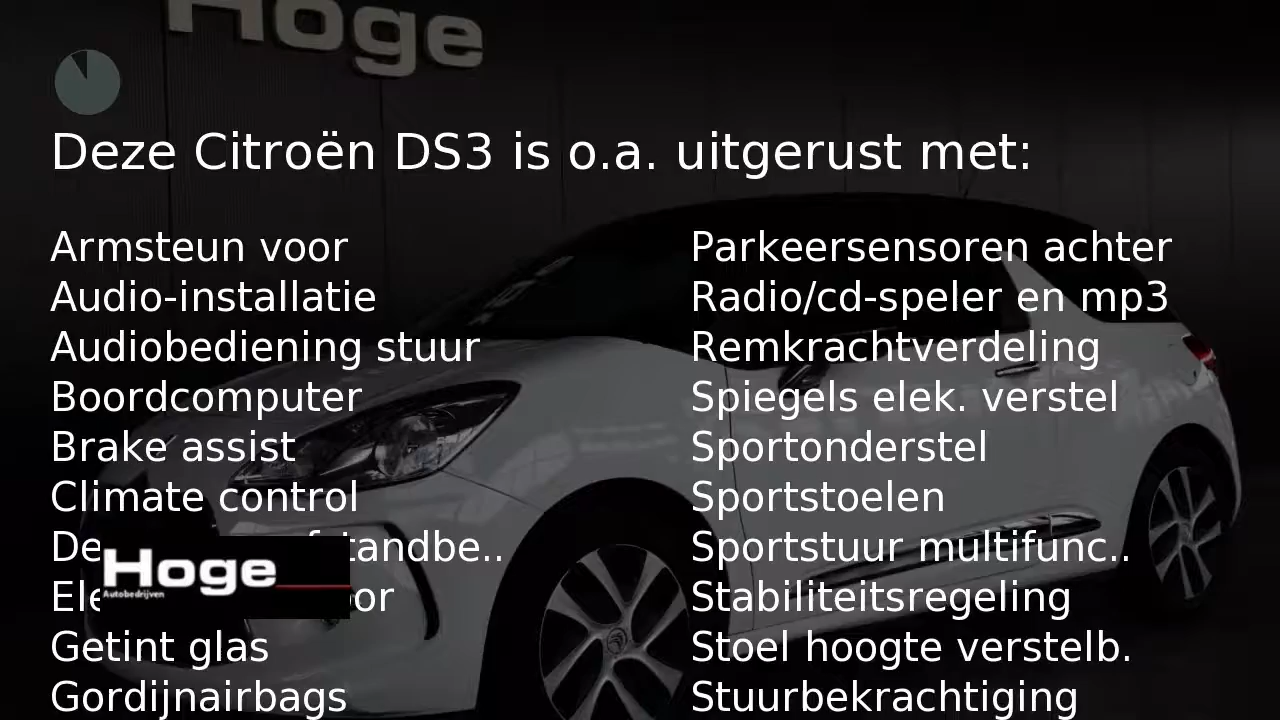 Hoge
Deze Citroën DS3 is o.a. uitgerust met:
Armsteun voor
Audio-installatie
Audiobediening stuur
Boordcomputer
Brake assist
Climate control
Hoge
Autobedrijven
Getint glas
Gordijnairbags
Parkeersensoren achter
Radio/cd-speler en mp3
Remkrachtverdeling
Spiegels elek. verstel
Sportonderstel
Sportstoelen
Sportstuur multifunc..
Stabiliteitsregeling
Stoel hoogte verstelb.
Stuurbekrachtiging